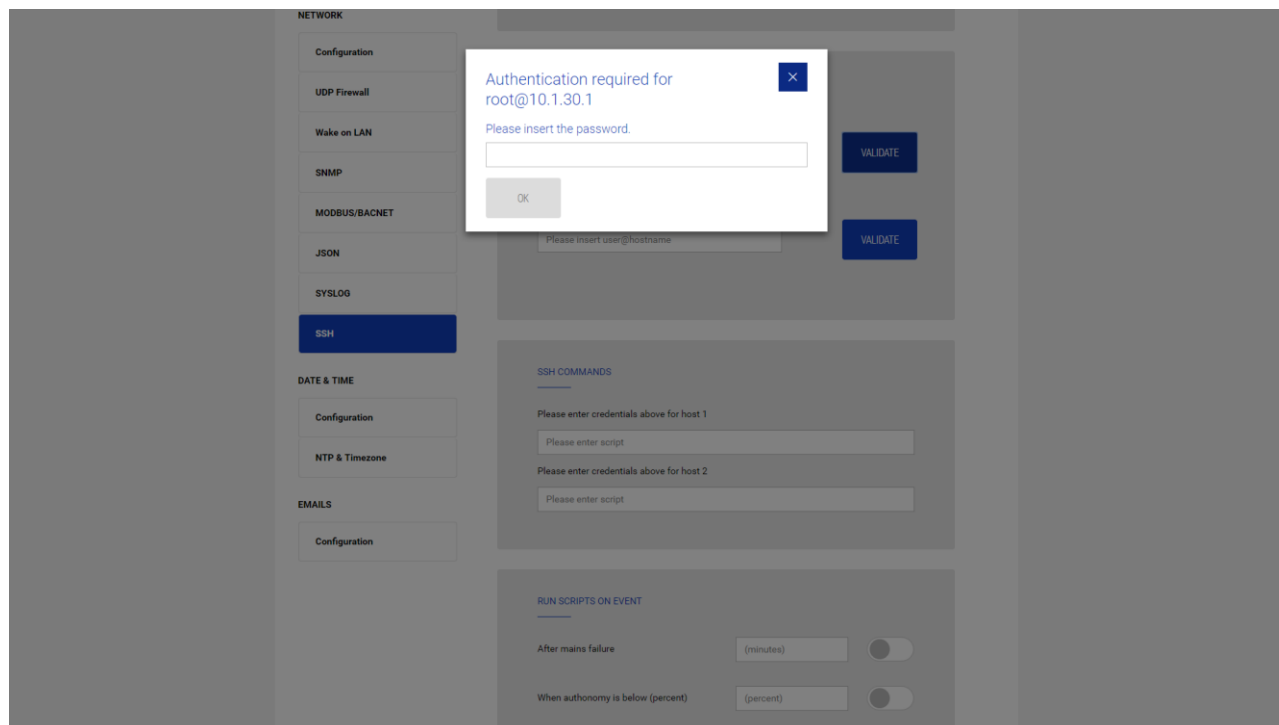 NETWORK
Configuration
UDP Firewall
Wake on LAN
SNMP
MODBUS/BACNET
JSON
SYSLOG
SSH
DATE & TIME
Configuration
NTP & Timezone
EMAILS
Configuration
Authentication required for
root@10.1.30.1
×
Please insert the password.
OK
VALIDATE
Please insert user@hostname
VALIDATE
SSH COMMANDS
Please enter credentials above for host 1
Please enter script
Please enter credentials above for host 2
Please enter script
RUN SCRIPTS ON EVENT
After mains failure
(minutes)
When authonomy is below (percent)
(percent)